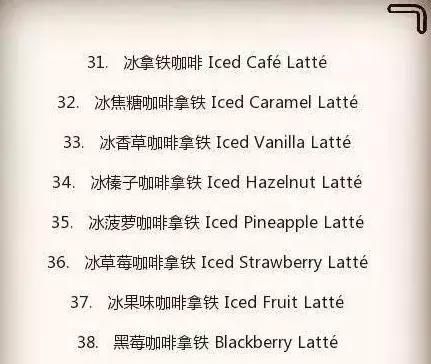 31. 冰拿铁咖啡 Iced Café Latté
32. 冰焦糖咖啡拿铁 Iced Caramel Latté
33. 冰香草咖啡拿铁 Iced Vanilla Latté
34. 冰榛子咖啡拿铁 Iced Hazelnut Latté
35. 冰菠萝咖啡拿铁 Iced Pineapple Latté
36. 冰草莓咖啡拿铁 Iced Strawberry Latté
37. 冰果味咖啡拿铁 Iced Fruit Latté
38. 黑莓咖啡拿铁 Blackberry Latté